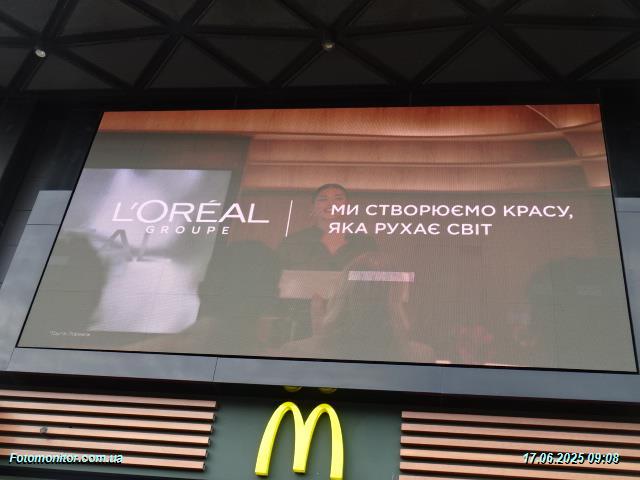 L'ORÉAL
GROUPE
МИ СТВОРЮЄМО КРАСУ,
ЯКА РУХАЄ СВІТ
Fotomonitor.com.ua
17.06.2025 09:08